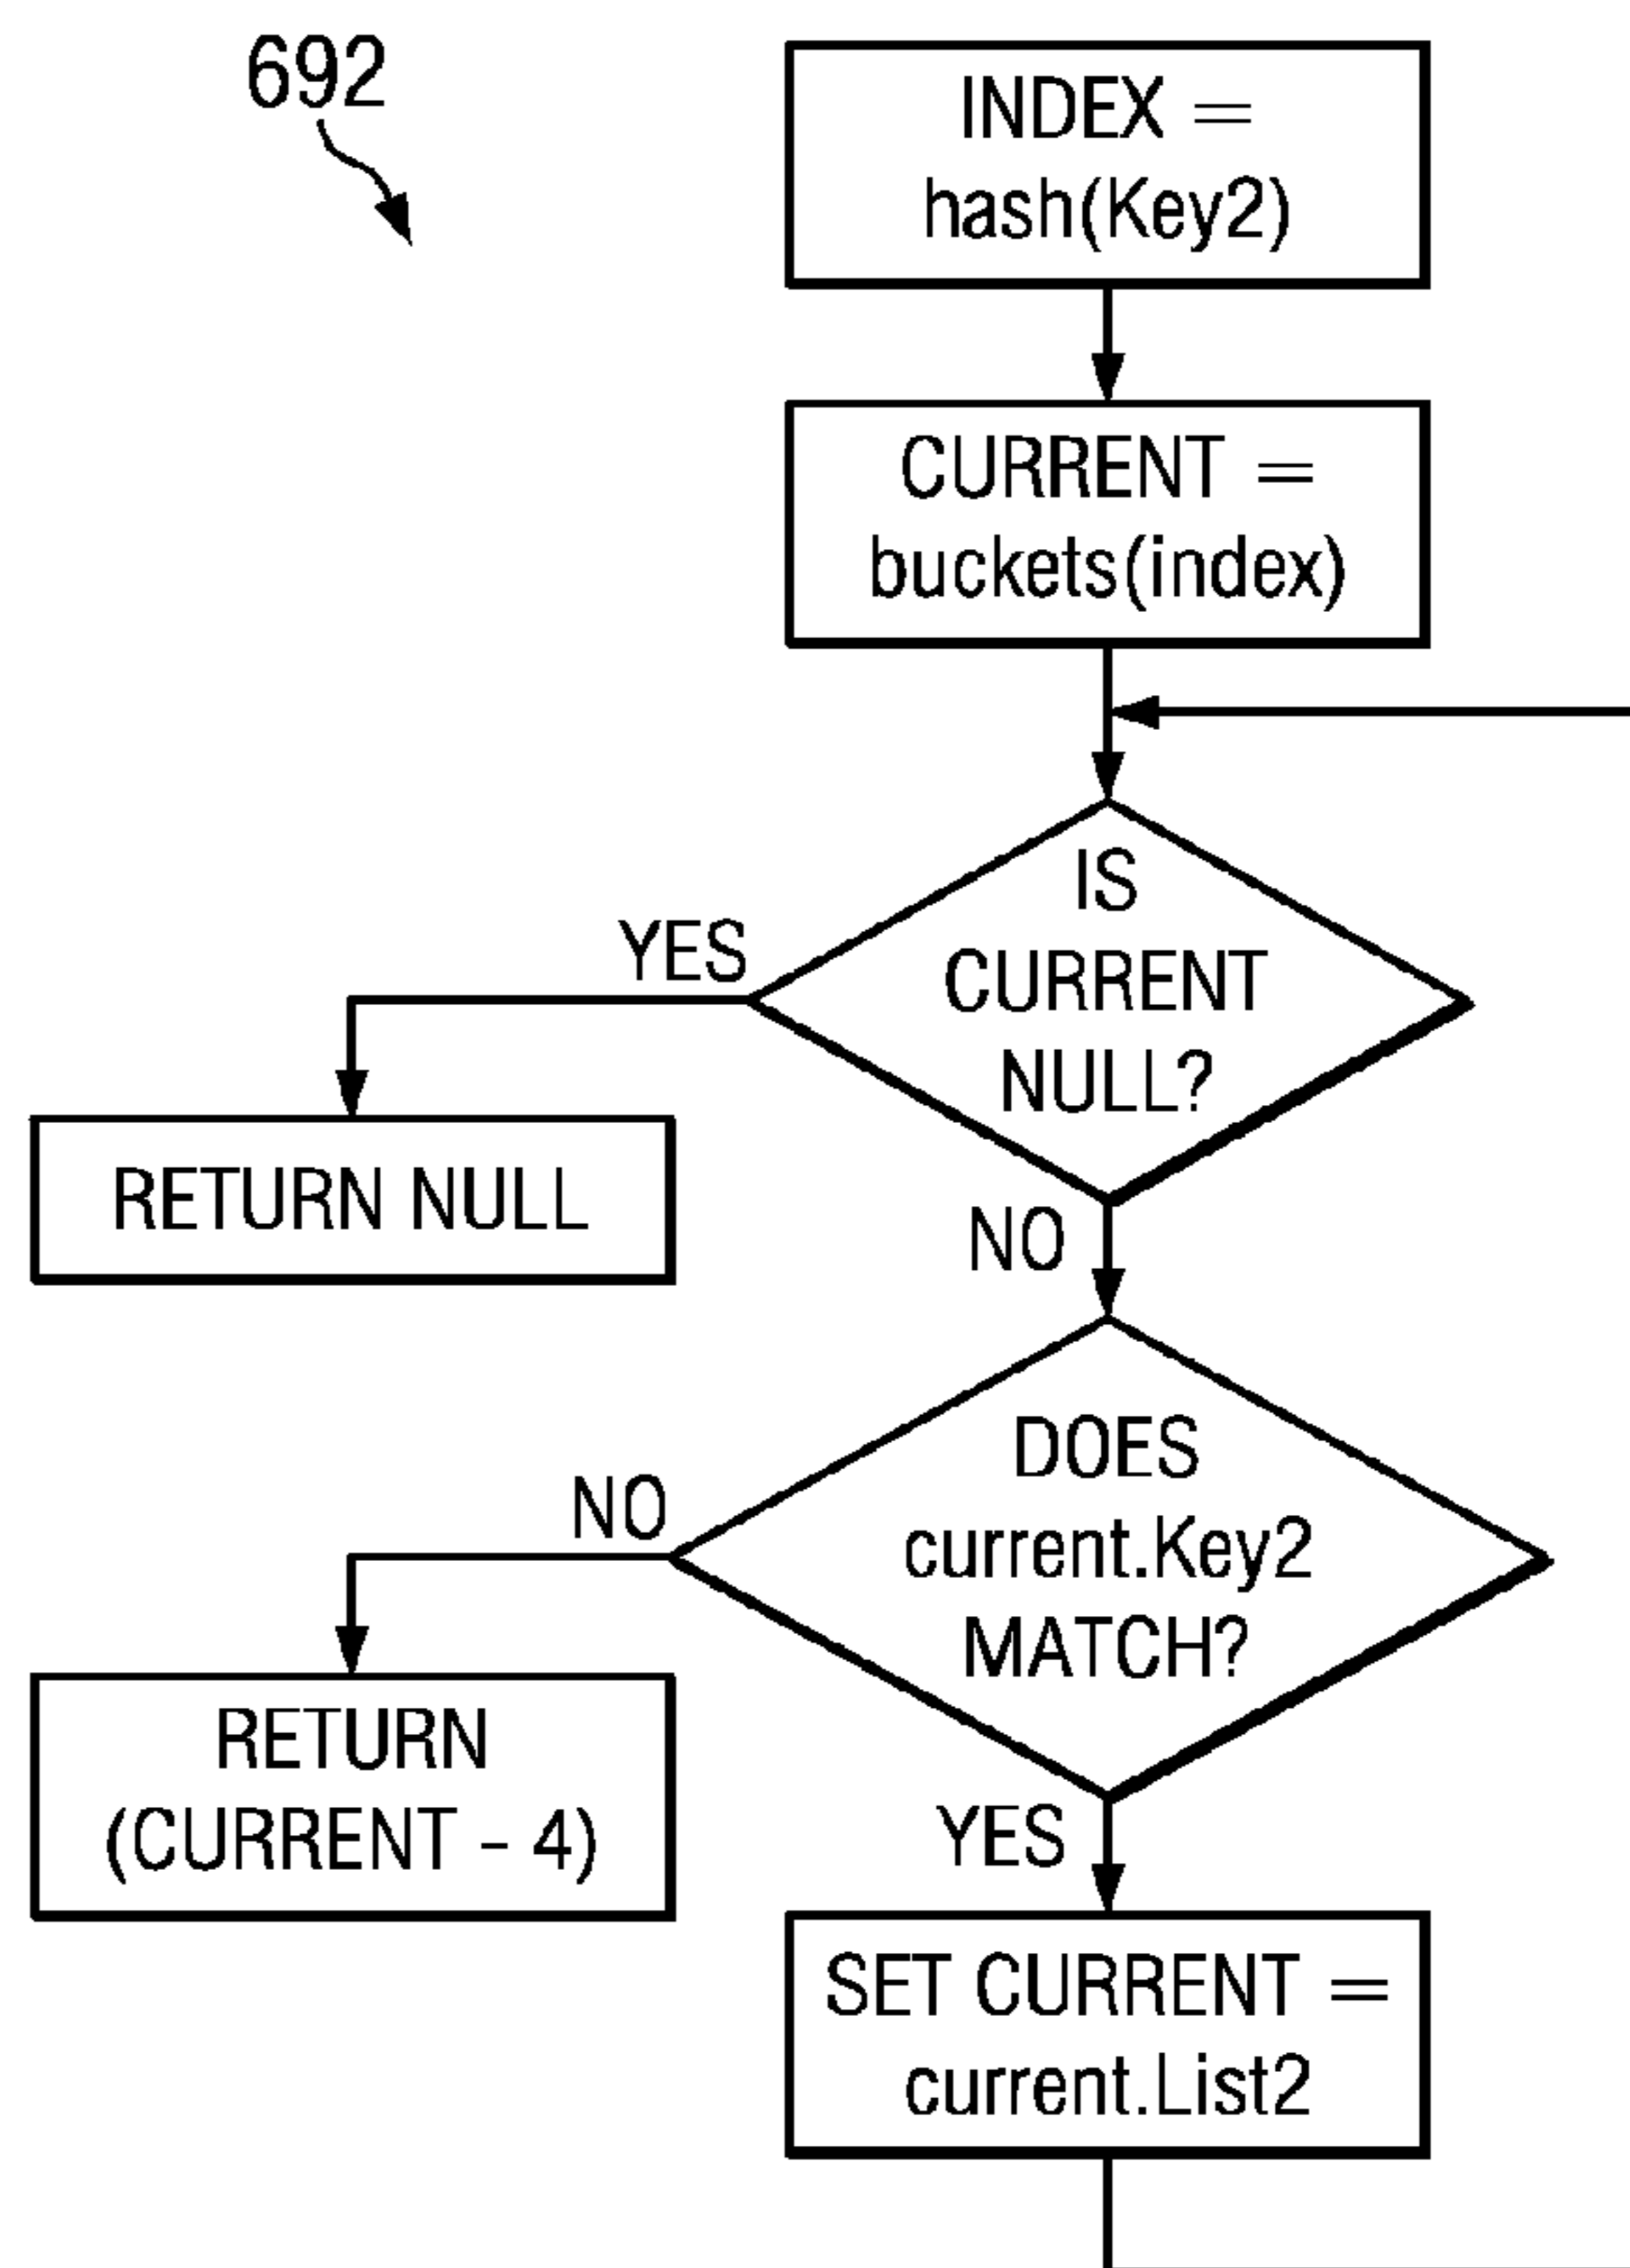 692
INDEX =
hash(Key2)
CURRENT =
buckets(index)
IS
CURRENT
NULL?
YES
RETURN NULL
NO
DOES
current.Key2
MATCH?
NO
RETURN
(CURRENT - 4)
YES
SET CURRENT =
current.List2